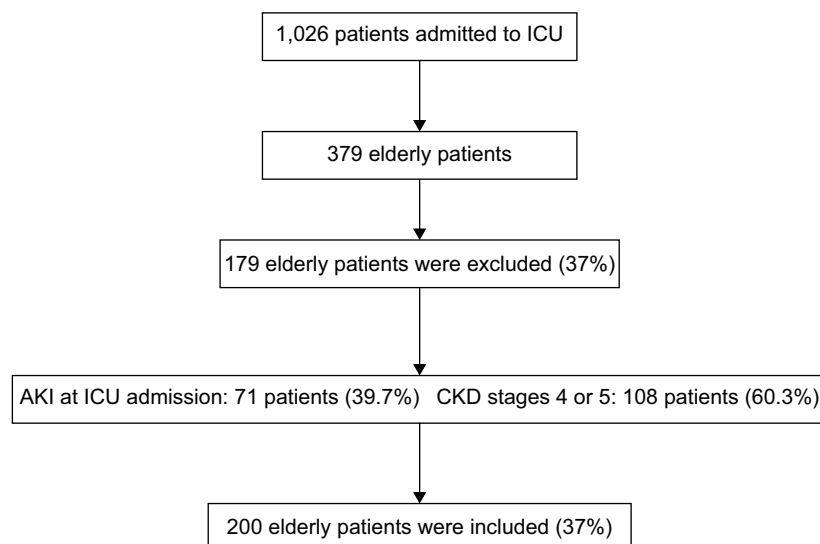 1,026 patients admitted to ICU
379 elderly patients
179 elderly patients were excluded (37%)
AKI at ICU admission: 71 patients (39.7%) CKD stages 4 or 5: 108 patients (60.3%)
200 elderly patients were included (37%)